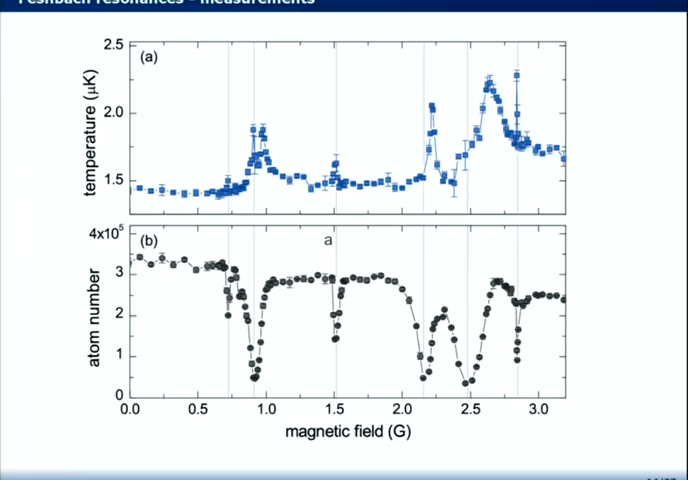 Feshbach resonances - measurements
(a)
2.5
2.0
1.5
temperature (μK)
(b)
a
4x10⁵
3
2
1
0
atom number
0.0 0.5 1.0 1.5 2.0 2.5 3.0
magnetic field (G)